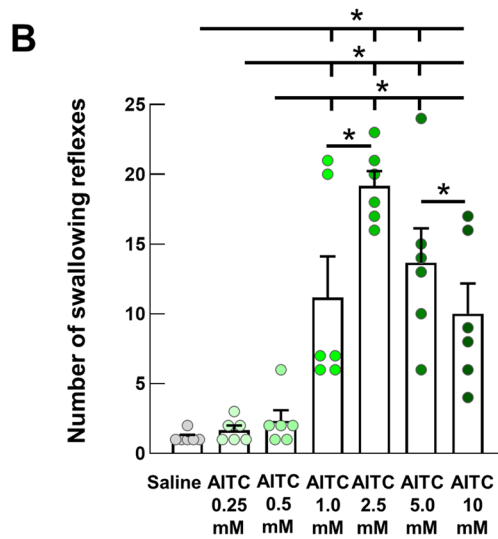 B
*
*
*
*
*
Number of swallowing reflexes
25
20
15
10
5
0
Saline AITC AITC AITC AITC AITC AITC
0.25 0.5 1.0 2.5 5.0 10
mM mM mM mM mM mM